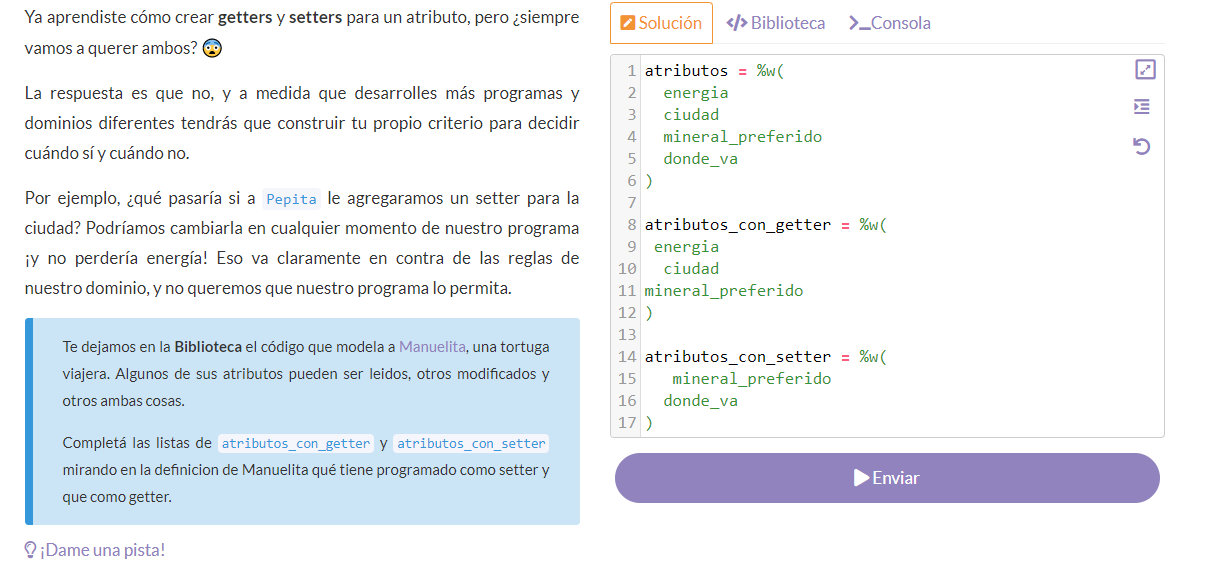 Ya aprendiste cómo crear getters y setters para un atributo, pero ¿siempre
vamos a querer ambos? 😨
La respuesta es que no, y a medida que desarrolles más programas y
dominios diferentes tendrás que construir tu propio criterio para decidir
cuándo sí y cuándo no.
Por ejemplo, ¿qué pasaría si a Pepita le agregaramos un setter para la
ciudad? Podríamos cambiarla en cualquier momento de nuestro programa
¡y no perdería energía! Eso va claramente en contra de las reglas de
nuestro dominio, y no queremos que nuestro programa lo permita.
Te dejamos en la Biblioteca el código que modela a Manuelita, una tortuga
viajera. Algunos de sus atributos pueden ser leidos, otros modificados y
otros ambas cosas.
Completá las listas de atributos_con_getter y atributos_con_setter
mirando en la definicion de Manuelita qué tiene programado como setter y
que como getter.
¡Dame una pista!
Solución </> Biblioteca >_Consola
1 atributos = %w(
2   energia
3   ciudad
4   mineral_preferido
5   donde_va
6 )
7
8 atributos_con_getter = %w(
9  energia
10   ciudad
11 mineral_preferido
12 )
13
14 atributos_con_setter = %w(
15    mineral_preferido
16   donde_va
17 )
Enviar